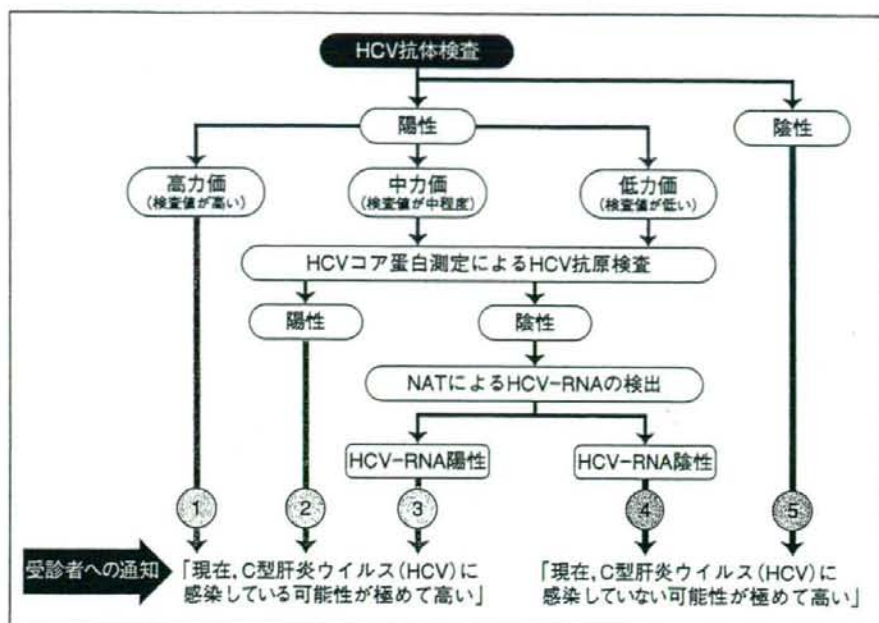 HCV抗体検査
陽性
陰性
高力価
(検査値が高い)
中力価
(検査値が中程度)
低力価
(検査値が低い)
HCVコア蛋白測定によるHCV抗原検査
陽性
陰性
NATによるHCV-RNAの検出
HCV-RNA陽性
HCV-RNA陰性
1
2
3
4
5
受診者への通知
「現在,C型肝炎ウイルス(HCV)に
感染している可能性が極めて高い」
「現在,C型肝炎ウイルス(HCV)に
感染していない可能性が極めて高い」